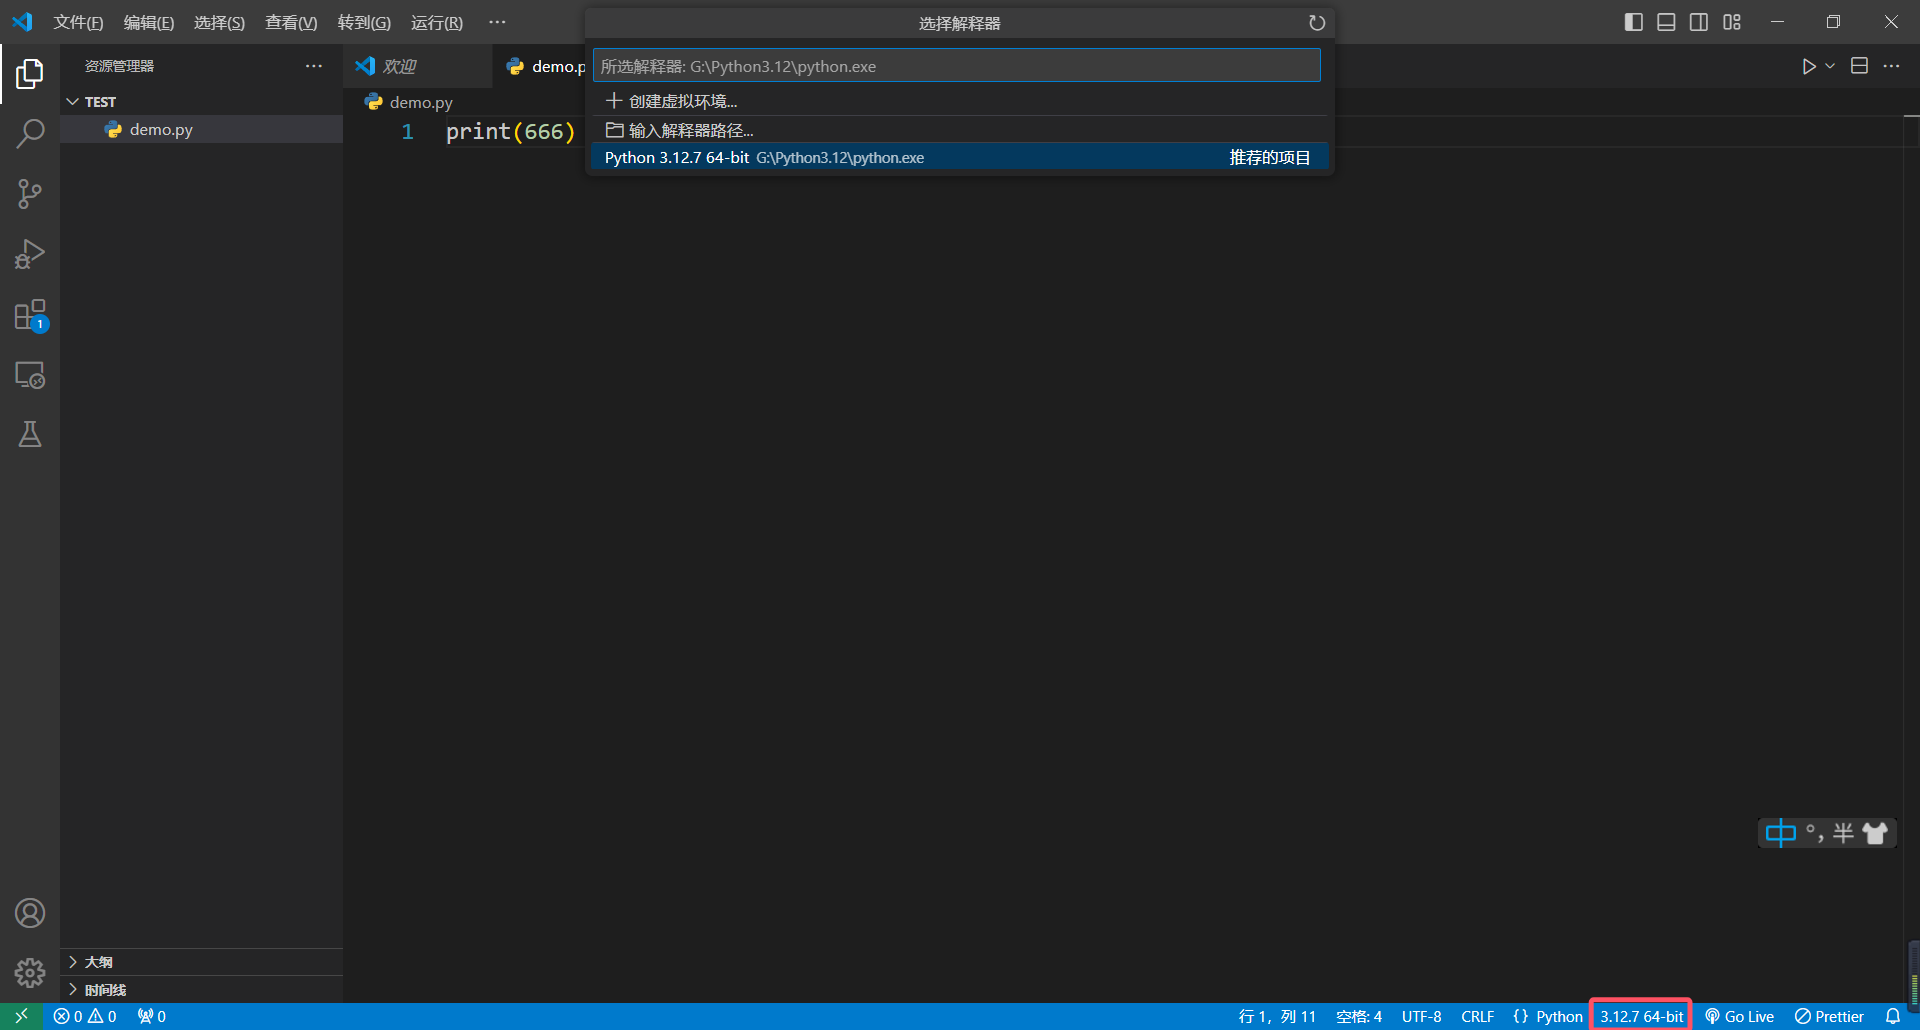 文件(F) 编辑(E) 选择(S) 查看(V) 转到(G) 运行(R) ···
选择解释器
资源管理器
欢迎
demo.p
所选解释器: G:\Python3.12\python.exe
TEST
demo.py
创建虚拟环境...
demo.py
1 print(666)
输入解释器路径...
Python 3.12.7 64-bit G:\Python3.12\python.exe 推荐的项目
1
中 °, 半
大纲
时间线
0 0 0 行 1, 列 11 空格: 4 UTF-8 CRLF {} Python 3.12.7 64-bit Go Live Prettier